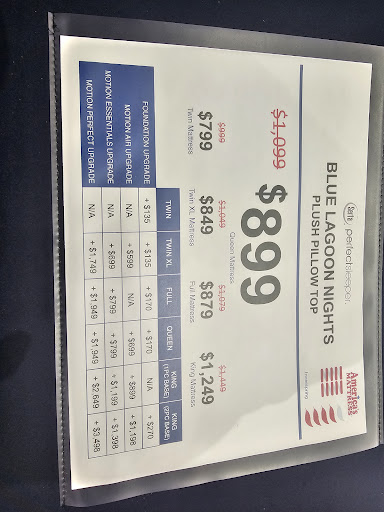 Serta perfectsleeper
America's
MATTRESS
BLUE LAGOON NIGHTS
PLUSH PILLOW TOP
$1,099
$899
Queen Mattress
$999 $1,049 $1,079 $1,449
$799 $849 $879 $1,249
Twin Mattress Twin XL Mattress Full Mattress King Mattress
TWIN TWIN XL FULL QUEEN KING (1PC BASE) KING (2PC BASE)
FOUNDATION UPGRADE + $135 + $135 + $170 + $170 N/A + $270
MOTION AIR UPGRADE N/A + $599 N/A + $699 + $899 + $1,198
MOTION ESSENTIALS UPGRADE N/A + $699 + $799 + $799 + $1,199 + $1,398
MOTION PERFECT UPGRADE N/A + $1,749 + $1,949 + $1,949 + $2,649 + $3,498